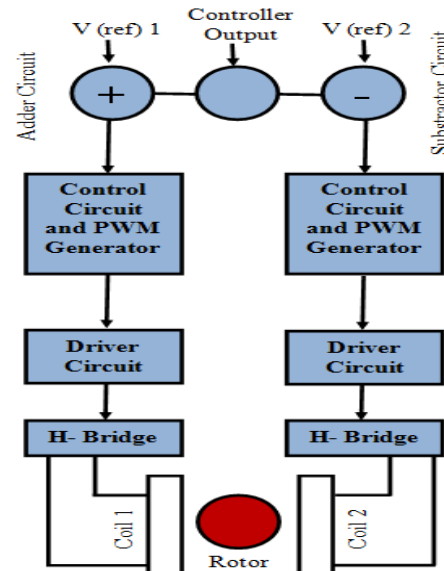 V (ref) 1
Controller
Output
V (ref) 2
Adder Circuit
+
-
Substractor Circuit
Control
Circuit
and PWM
Generator
Control
Circuit
and PWM
Generator
Driver
Circuit
Driver
Circuit
H- Bridge
H- Bridge
Coil 1
Coil 2
Rotor